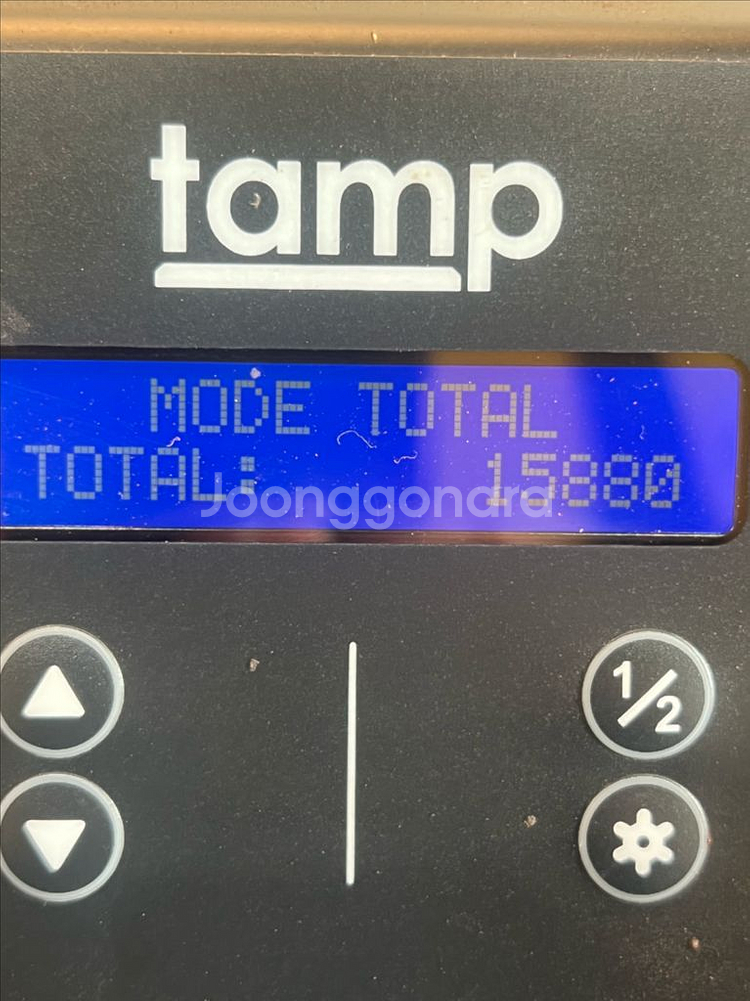 tamp
MODE TOTAL
TOTAL: 15880
Joonggonara
1/2